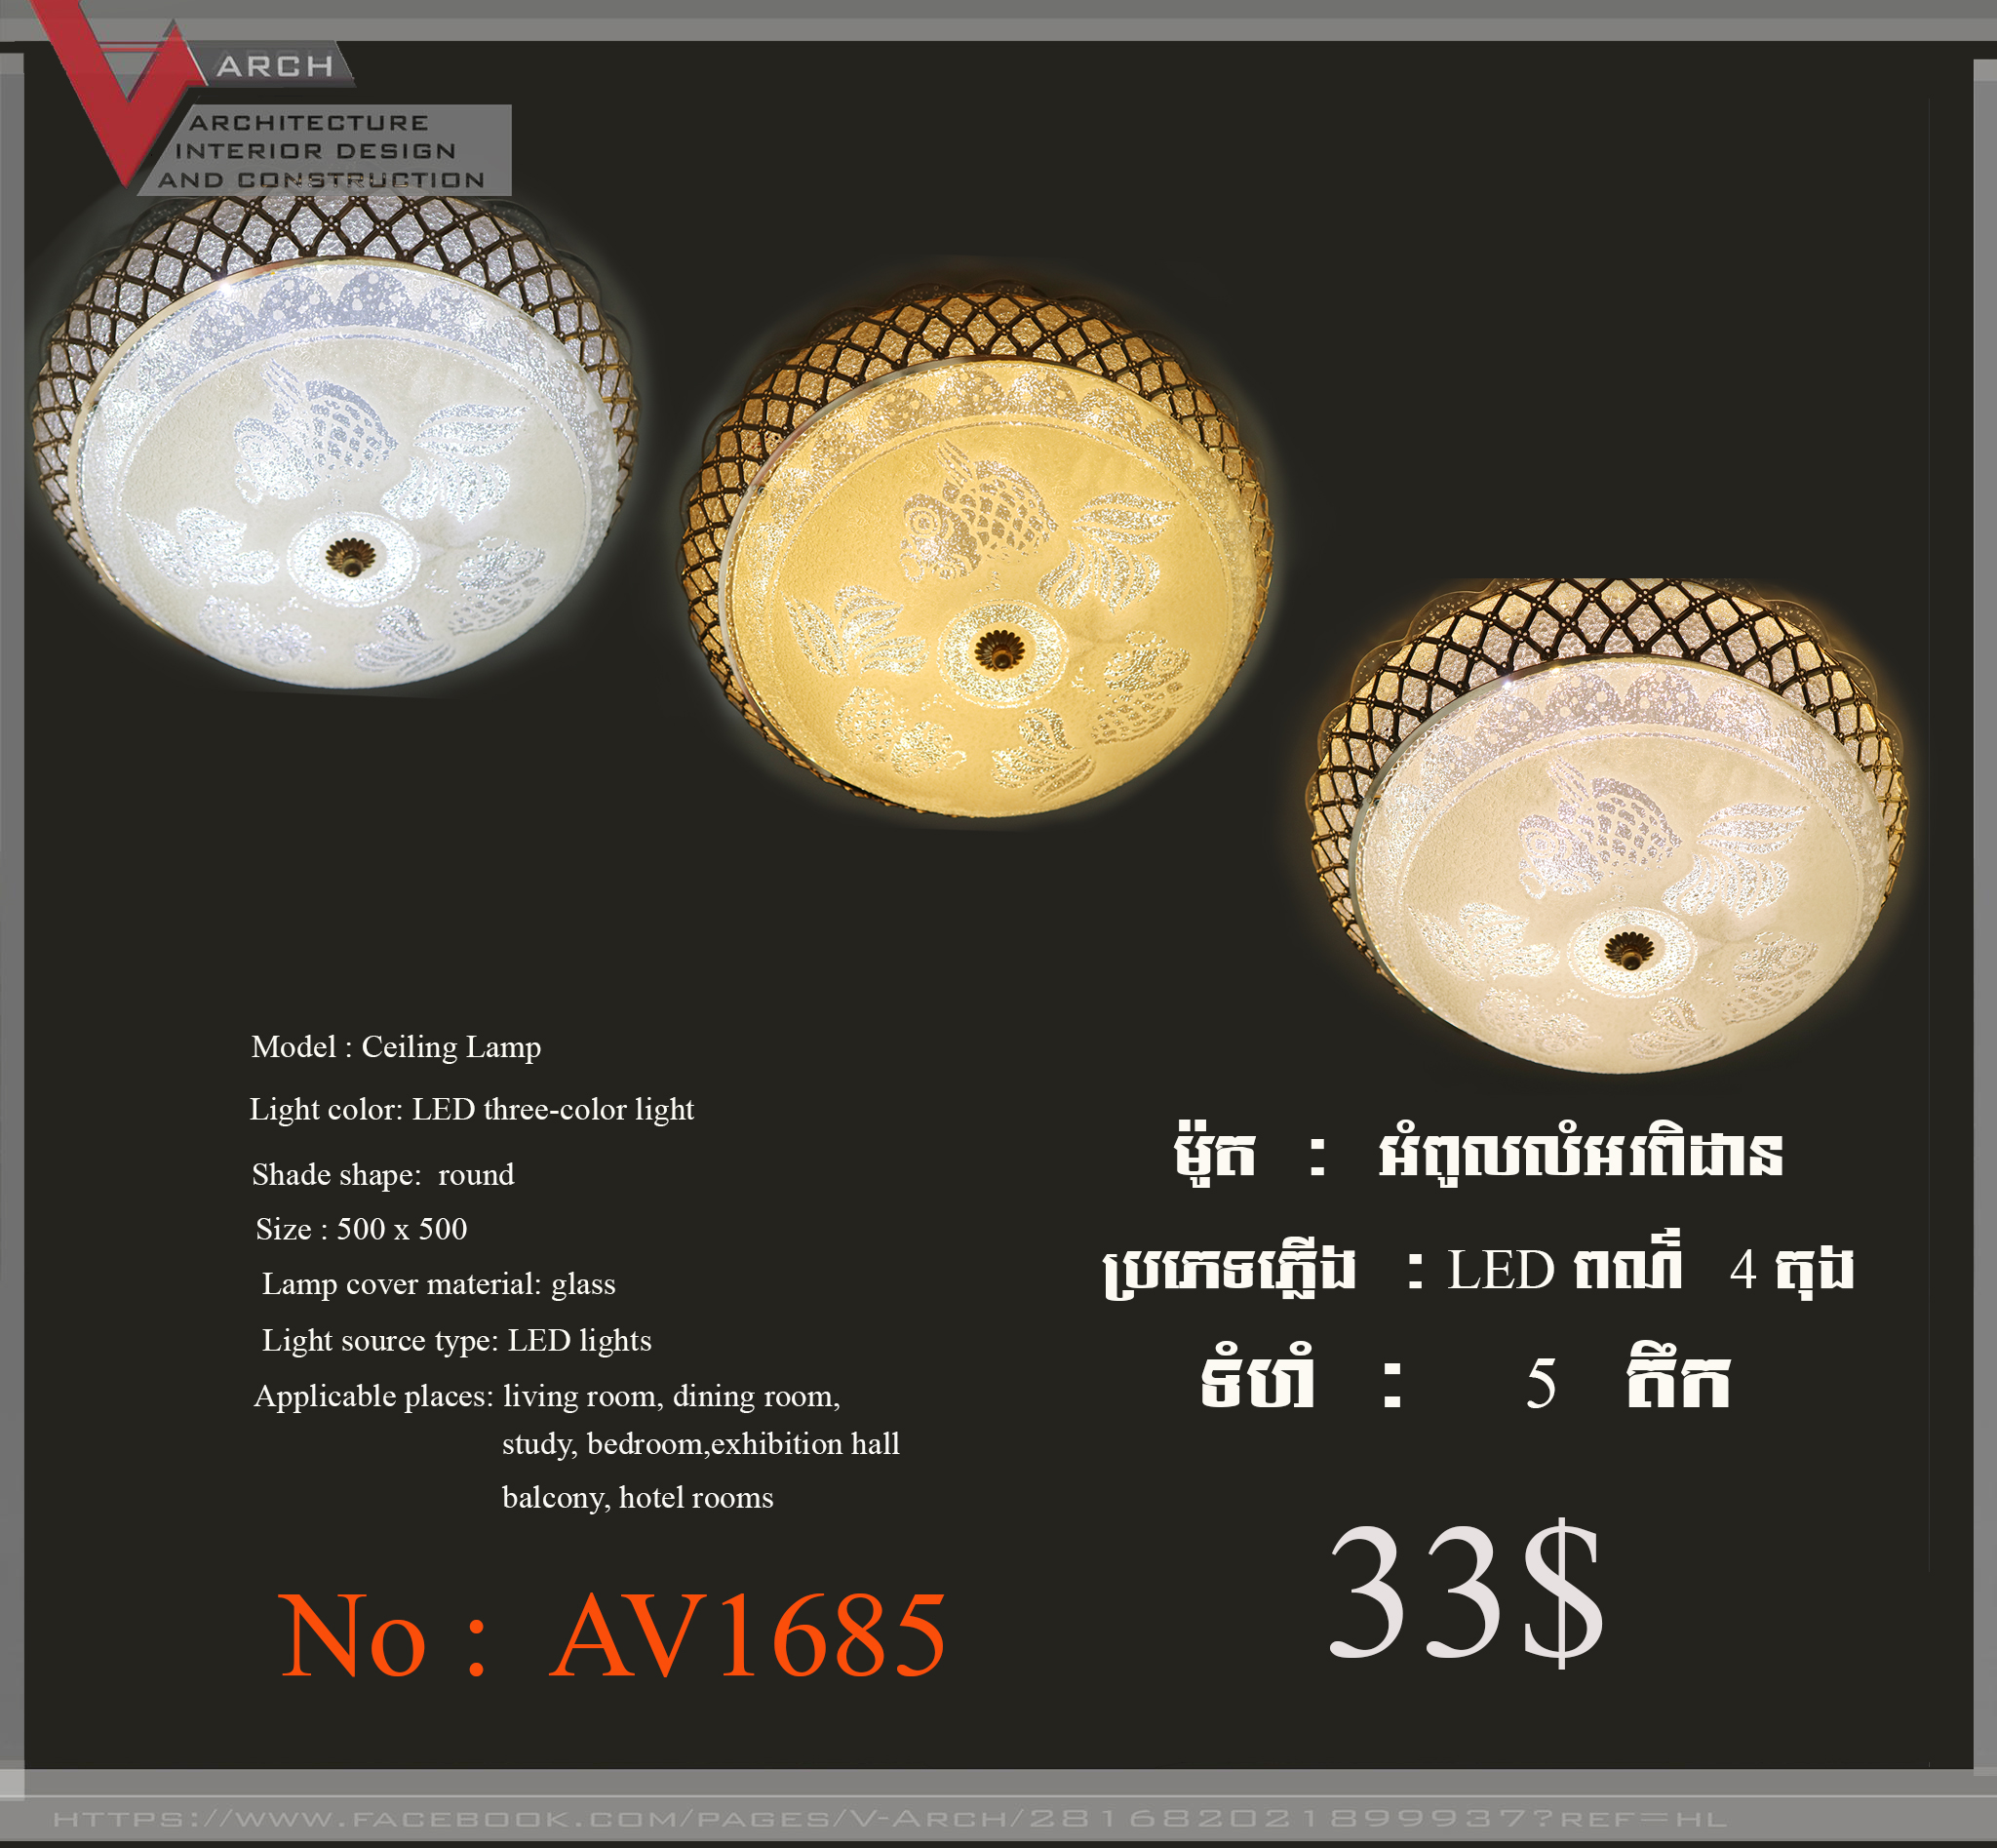 V ARCH
ARCHITECTURE
INTERIOR DESIGN
AND CONSTRUCTION
Model : Ceiling Lamp
Light color: LED three-color light
Shade shape: round
Size : 500 x 500
Lamp cover material: glass
Light source type: LED lights
Applicable places: living room, dining room,
study, bedroom,exhibition hall
balcony, hotel rooms
No : AV1685
ម៉ូត : អំពូលលំអរពិដាន
ប្រភេទភ្លើង : LED ពណ៌ 4 តុង
ទំហាំ : 5 តឹក
33$
HTTPS://WWW.FACEBOOK.COM/PAGES/V-ARCH/281682021899937?REF=HL